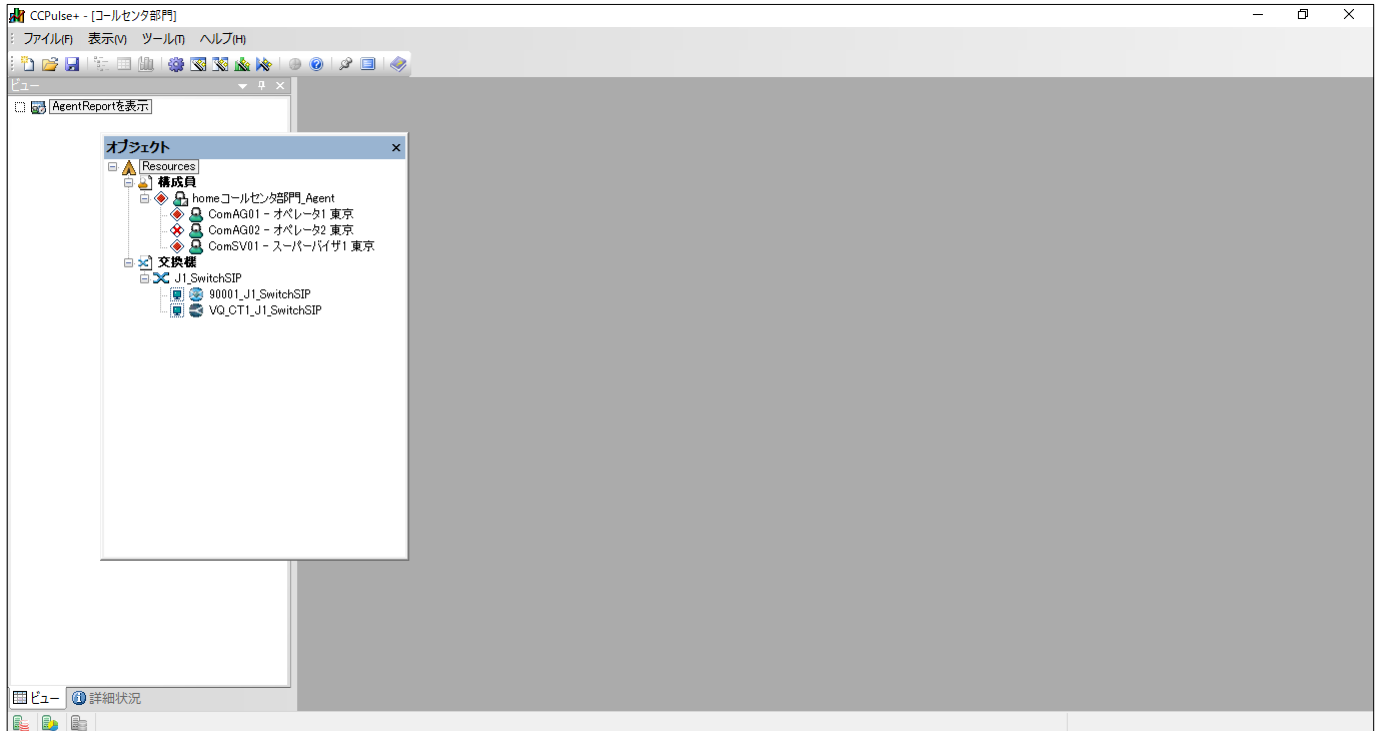 CCPulse+ - [コールセンタ部門]
ファイル(F) 表示(V) ツール(T) ヘルプ(H)
ビュー
AgentReportを表示
オブジェクト
Resources
構成員
homeコールセンタ部門_Agent
ComAG01 - オペレータ1 東京
ComAG02 - オペレータ2 東京
ComSV01 - スーパーバイザ1 東京
交換機
J1_SwitchSIP
90001_J1_SwitchSIP
VQ_CT1_J1_SwitchSIP
ビュー 詳細状況